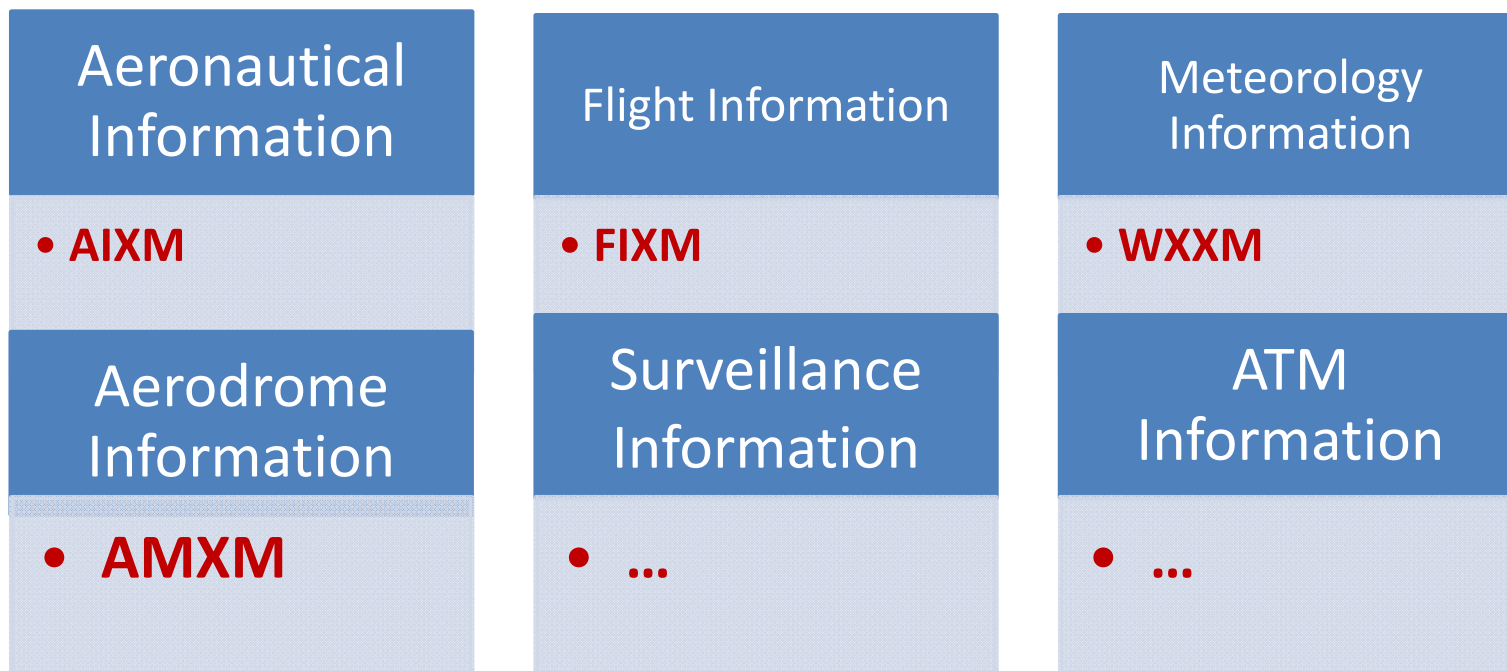 Aeronautical
Information
• AIXM
Flight Information
• FIXM
Meteorology
Information
• WXXM
Aerodrome
Information
• AMXM
Surveillance
Information
• ...
ATM
Information
• ...